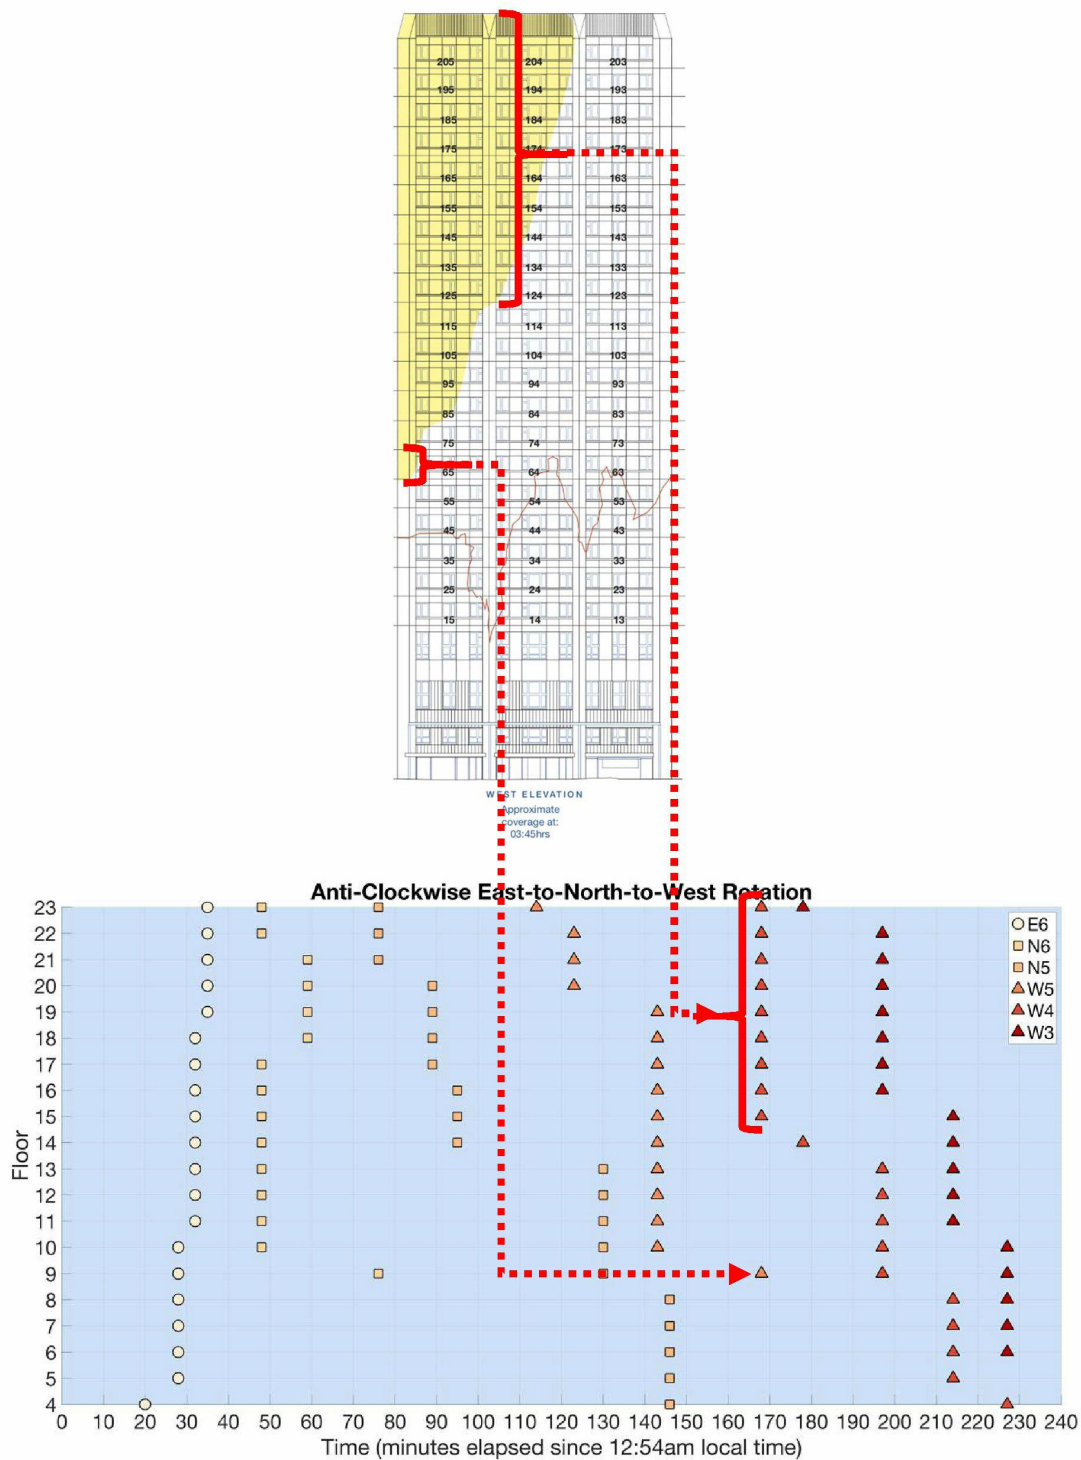 205 204 203
195 194 193
185 184 183
175 174 173
165 164 163
155 154 153
145 144 143
135 134 133
125 124 123
115 114 113
105 104 103
95 94 93
85 84 83
75 74 73
65 64 63
55 54 53
45 44 43
35 34 33
25 24 23
15 14 13
WEST ELEVATION
Approximate
coverage at:
03:45hrs
Anti-Clockwise East-to-North-to-West Rotation
Floor
23
22
21
20
19
18
17
16
15
14
13
12
11
10
9
8
7
6
5
4
E6
N6
N5
W5
W4
W3
0 10 20 30 40 50 60 70 80 90 100 110 120 130 140 150 160 170 180 190 200 210 220 230 240
Time (minutes elapsed since 12:54am local time)